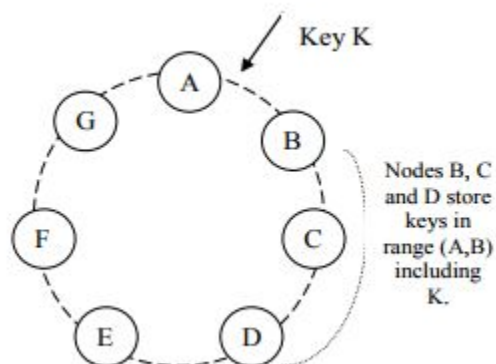 Key K
A
G
B
Nodes B, C
and D store
keys in
range (A,B)
including
K.
F
C
E
D